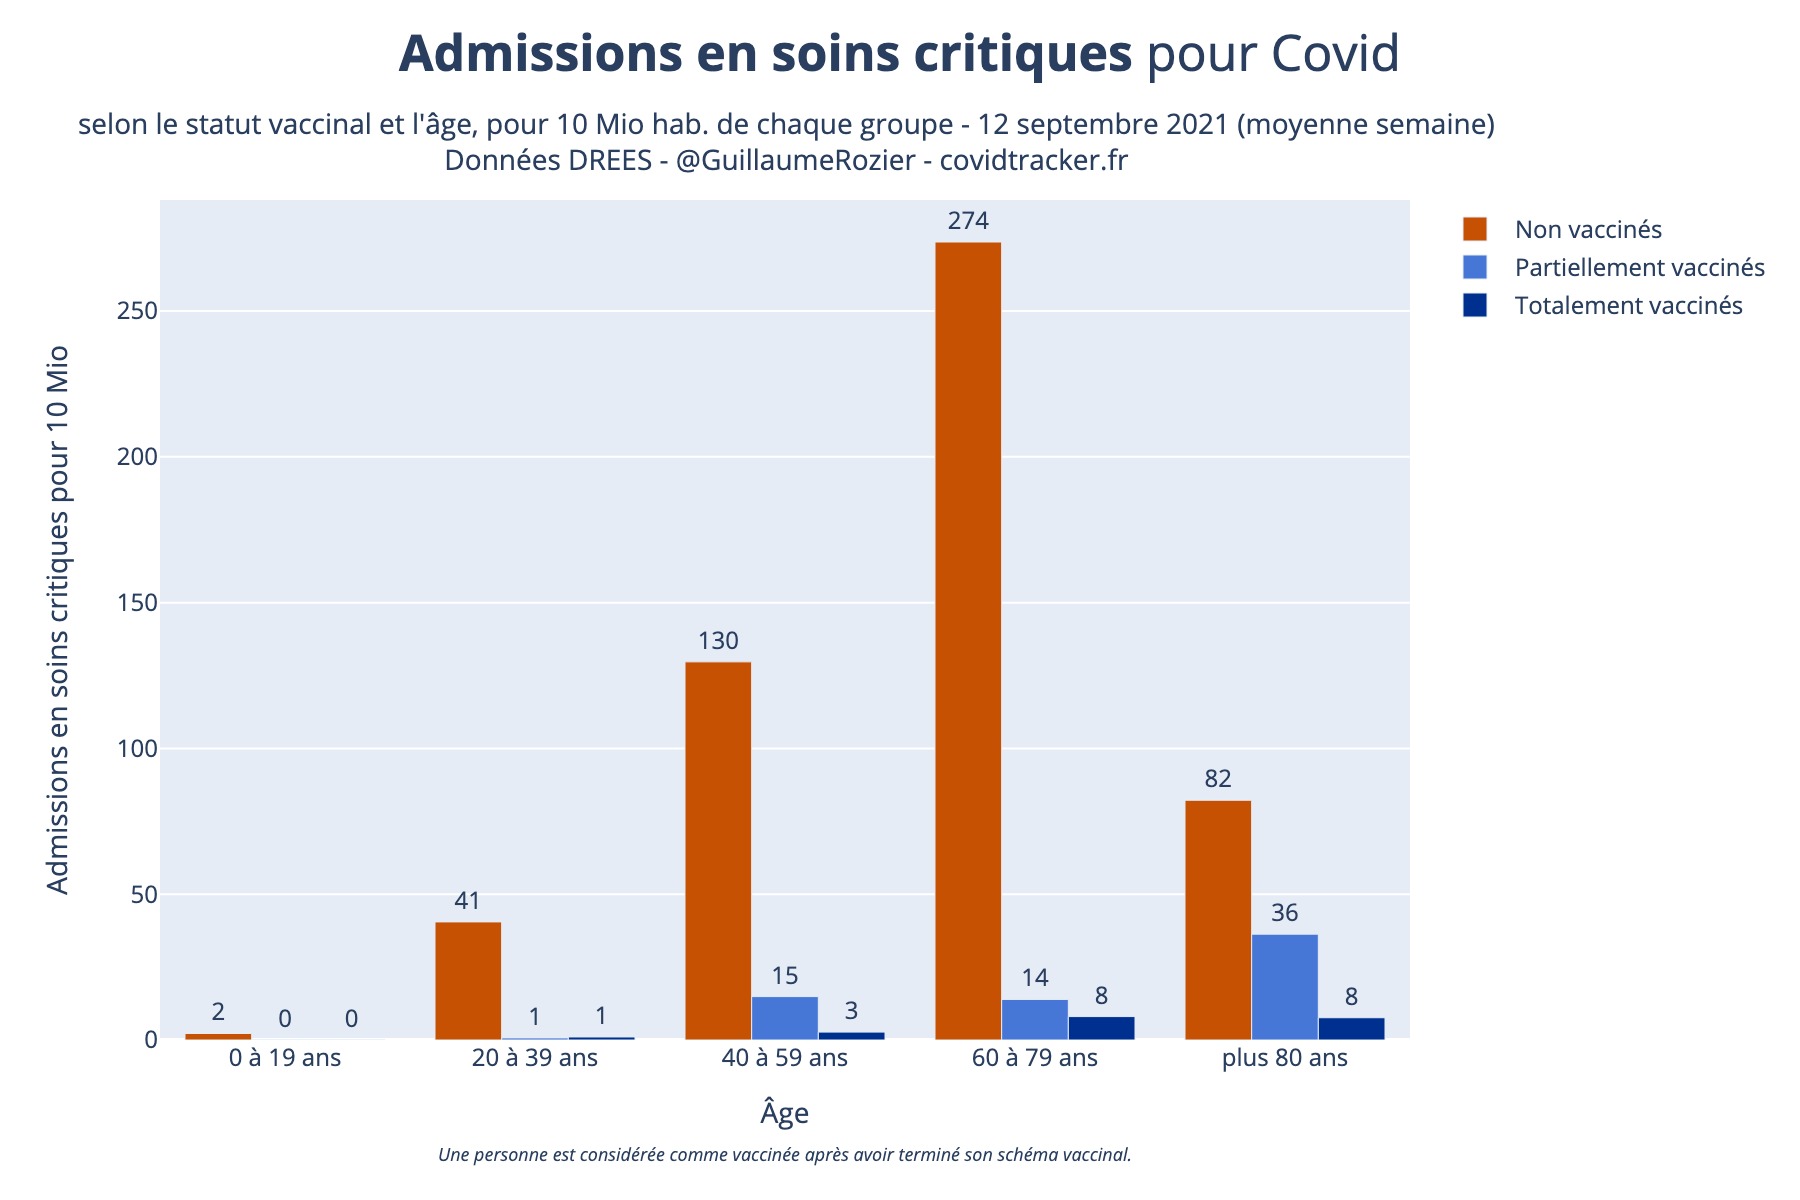 Admissions en soins critiques pour Covid
selon le statut vaccinal et l'âge, pour 10 Mio hab. de chaque groupe - 12 septembre 2021 (moyenne semaine)
Données DREES - @GuillaumeRozier - covidtracker.fr
Non vaccinés
Partiellement vaccinés
Totalement vaccinés
Admissions en soins critiques pour 10 Mio
250
200
150
100
50
0
2
0
0
41
1
1
130
15
3
274
14
8
82
36
8
0 à 19 ans
20 à 39 ans
40 à 59 ans
60 à 79 ans
plus 80 ans
Âge
Une personne est considérée comme vaccinée après avoir terminé son schéma vaccinal.